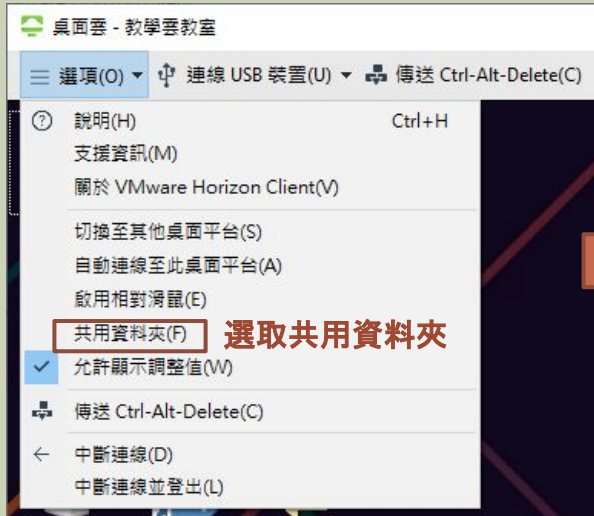 桌面雲 - 教學雲教室
選項(O) 連線 USB 裝置(U) 傳送 Ctrl-Alt-Delete(C)
說明(H) Ctrl+H
支援資訊(M)
關於 VMware Horizon Client(V)
切換至其他桌面平台(S)
自動連線至此桌面平台(A)
啟用相對滑鼠(E)
共用資料夾(F) 選取共用資料夾
允許顯示調整值(W)
傳送 Ctrl-Alt-Delete(C)
中斷連線(D)
中斷連線並登出(L)